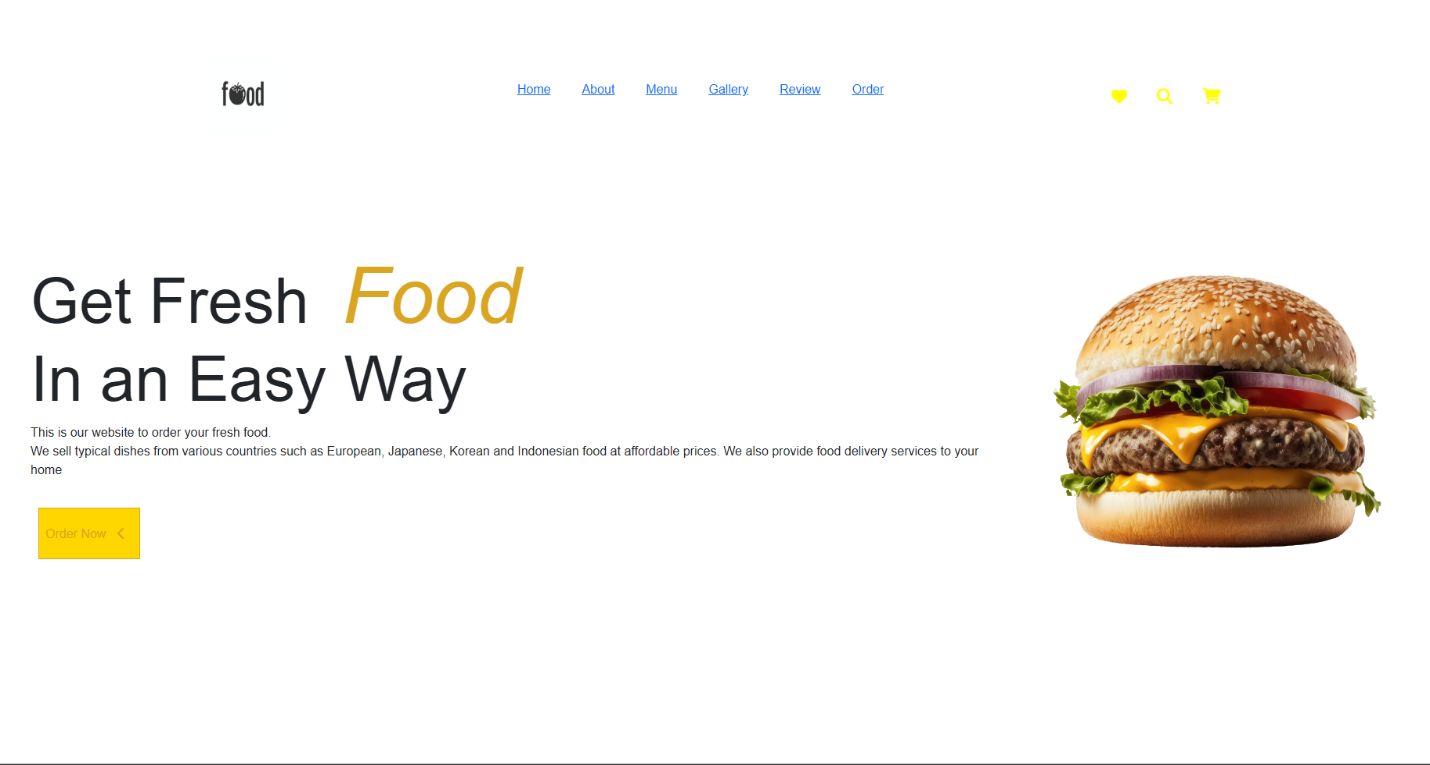 food
Home About Menu Gallery Review Order
Get Fresh Food
In an Easy Way
This is our website to order your fresh food.
We sell typical dishes from various countries such as European, Japanese, Korean and Indonesian food at affordable prices. We also provide food delivery services to your
home
Order Now